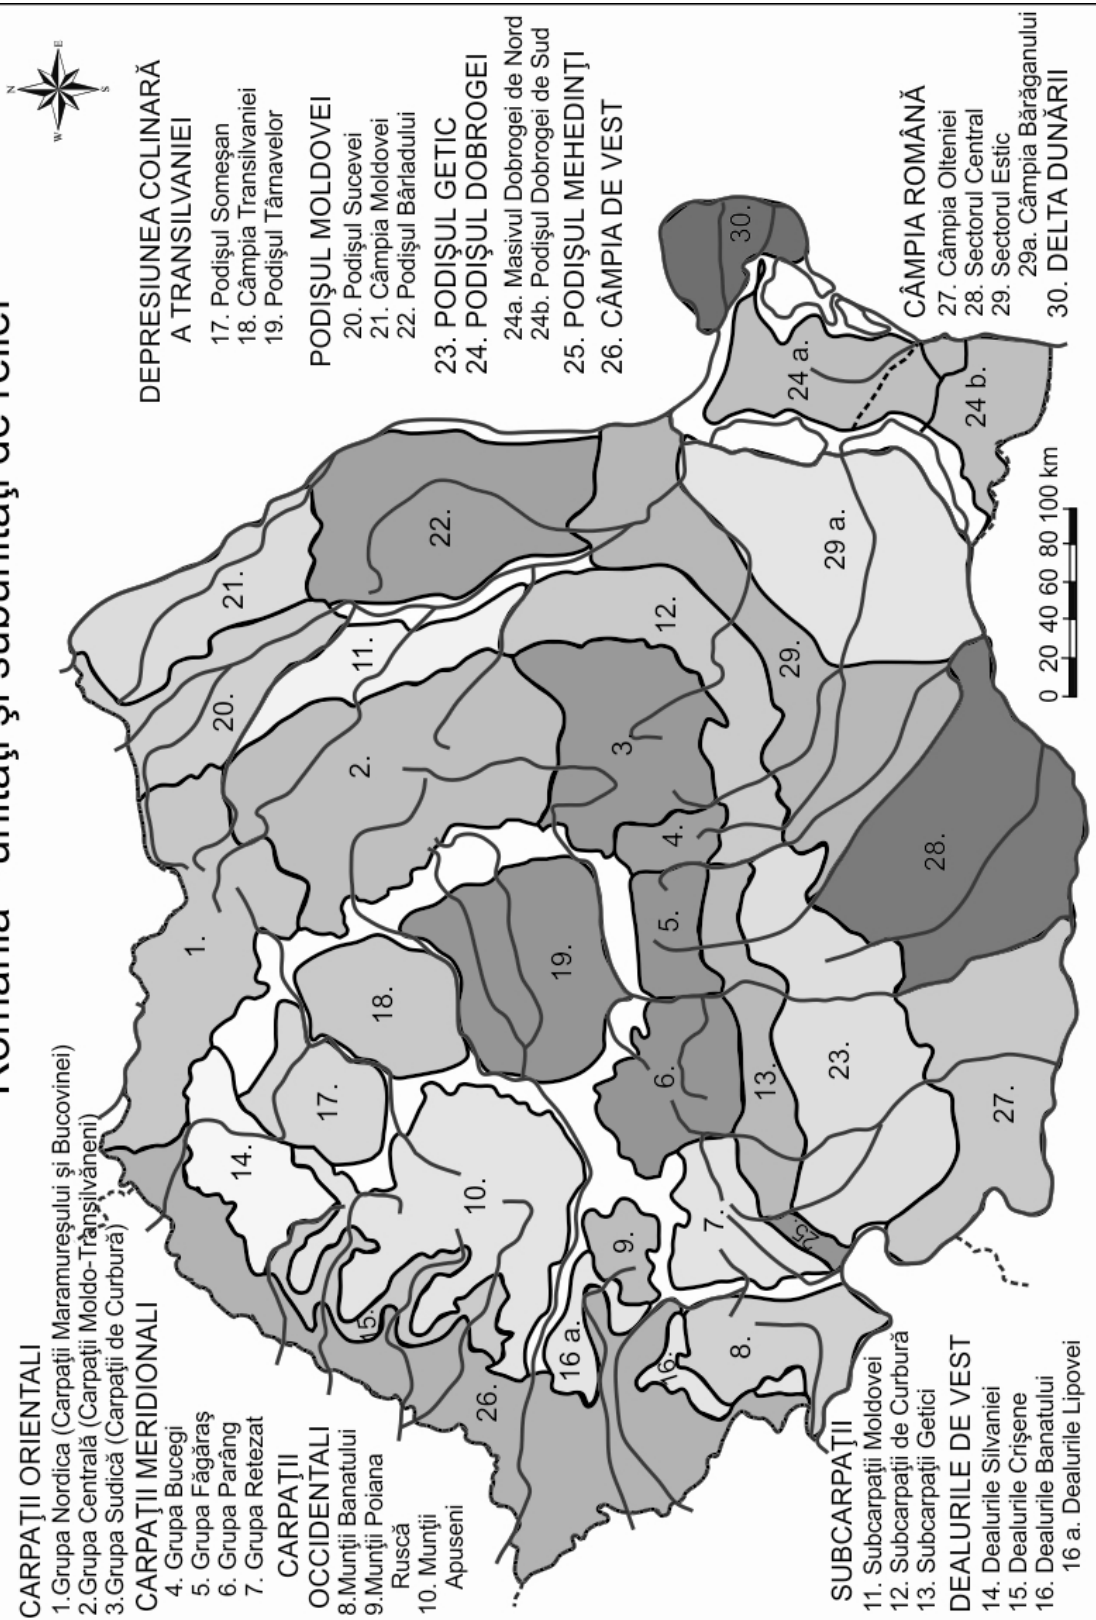 România - unităţi şi subunităţi de relief
CARPAŢII ORIENTALI
1.Grupa Nordica (Carpaţii Maramureşului şi Bucovinei)
2.Grupa Centrală (Carpaţii Moldo-Transilvăneni)
3.Grupa Sudică (Carpaţii de Curbură)
CARPAŢII MERIDIONALI
4. Grupa Bucegi
5. Grupa Făgăraş
6. Grupa Parâng
7. Grupa Retezat
CARPAŢII
OCCIDENTALI
8.Munţii Banatului
9.Munţii Poiana
Ruscă
10. Munţii
Apuseni
SUBCARPAŢII
11. Subcarpaţii Moldovei
12. Subcarpaţii de Curbură
13. Subcarpaţii Getici
DEALURILE DE VEST
14. Dealurile Silvaniei
15. Dealurile Crişene
16. Dealurile Banatului
16 a. Dealurile Lipovei
DEPRESIUNEA COLINARĂ
A TRANSILVANIEI
17. Podişul Someşan
18. Câmpia Transilvaniei
19. Podişul Târnavelor
PODIŞUL MOLDOVEI
20. Podişul Sucevei
21. Câmpia Moldovei
22. Podişul Bârladului
23. PODIŞUL GETIC
24. PODIŞUL DOBROGEI
24a. Masivul Dobrogei de Nord
24b. Podişul Dobrogei de Sud
25. PODIŞUL MEHEDINŢI
26. CÂMPIA DE VEST
CÂMPIA ROMÂNĂ
27. Câmpia Olteniei
28. Sectorul Central
29. Sectorul Estic
29a. Câmpia Bărăganului
30. DELTA DUNĂRII
N
E
S
W
1.
2.
3.
4.
5.
6.
7.
8.
9.
10.
11.
12.
13.
14.
15.
16.
16 a.
17.
18.
19.
20.
21.
22.
23.
24 a.
24 b.
25.
26.
27.
28.
29.
29 a.
30.
0 20 40 60 80 100 km